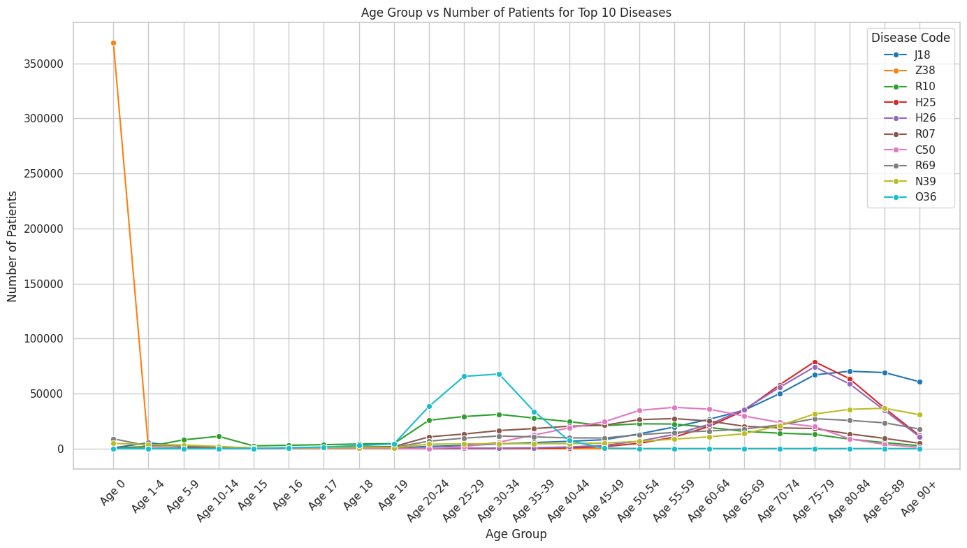 Age Group vs Number of Patients for Top 10 Diseases
Disease Code
J18
Z38
R10
H25
H26
R07
C50
R69
N39
O36
Number of Patients
350000
300000
250000
200000
150000
100000
50000
0
Age 0
Age 1-4
Age 5-9
Age 10-14
Age 15
Age 16
Age 17
Age 18
Age 19
Age 20-24
Age 25-29
Age 30-34
Age 35-39
Age 40-44
Age 45-49
Age 50-54
Age 55-59
Age 60-64
Age 65-69
Age 70-74
Age 75-79
Age 80-84
Age 85-89
Age 90+
Age Group